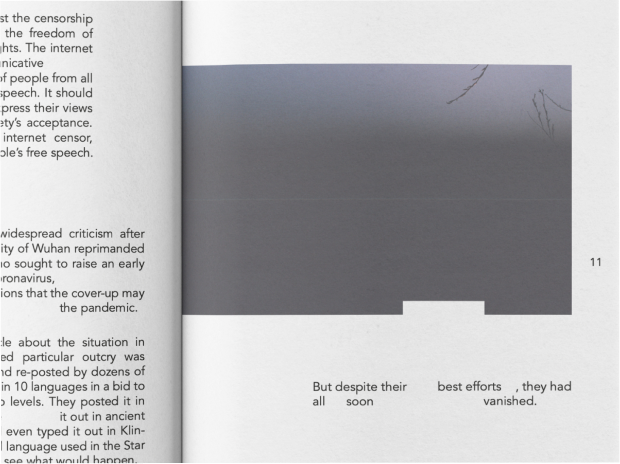 st the censorship
the freedom of
ghts. The internet
nicative
of people from all
speech. It should
press their views
ety's acceptance.
internet censor,
ple's free speech.
widespread criticism after
ity of Wuhan reprimanded
o sought to raise an early
ronavirus,
ions that the cover-up may
the pandemic.
cle about the situation in
ed particular outcry was
nd re-posted by dozens of
in 10 languages in a bid to
levels. They posted it in
it out in ancient
even typed it out in Klin-
language used in the Star
see what would happen.
11
But despite their best efforts , they had
all soon vanished.